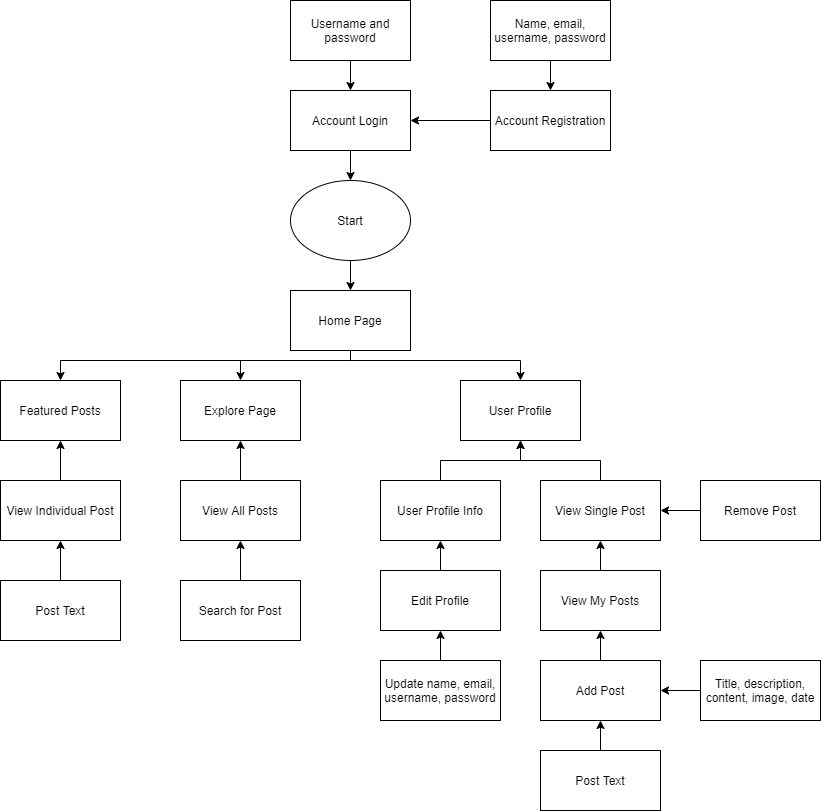 Username and
password
Name, email,
username, password
Account Login
Account Registration
Start
Home Page
Featured Posts
Explore Page
User Profile
View Individual Post
View All Posts
User Profile Info
View Single Post
Remove Post
Post Text
Search for Post
Edit Profile
View My Posts
Update name, email,
username, password
Add Post
Title, description,
content, image, date
Post Text